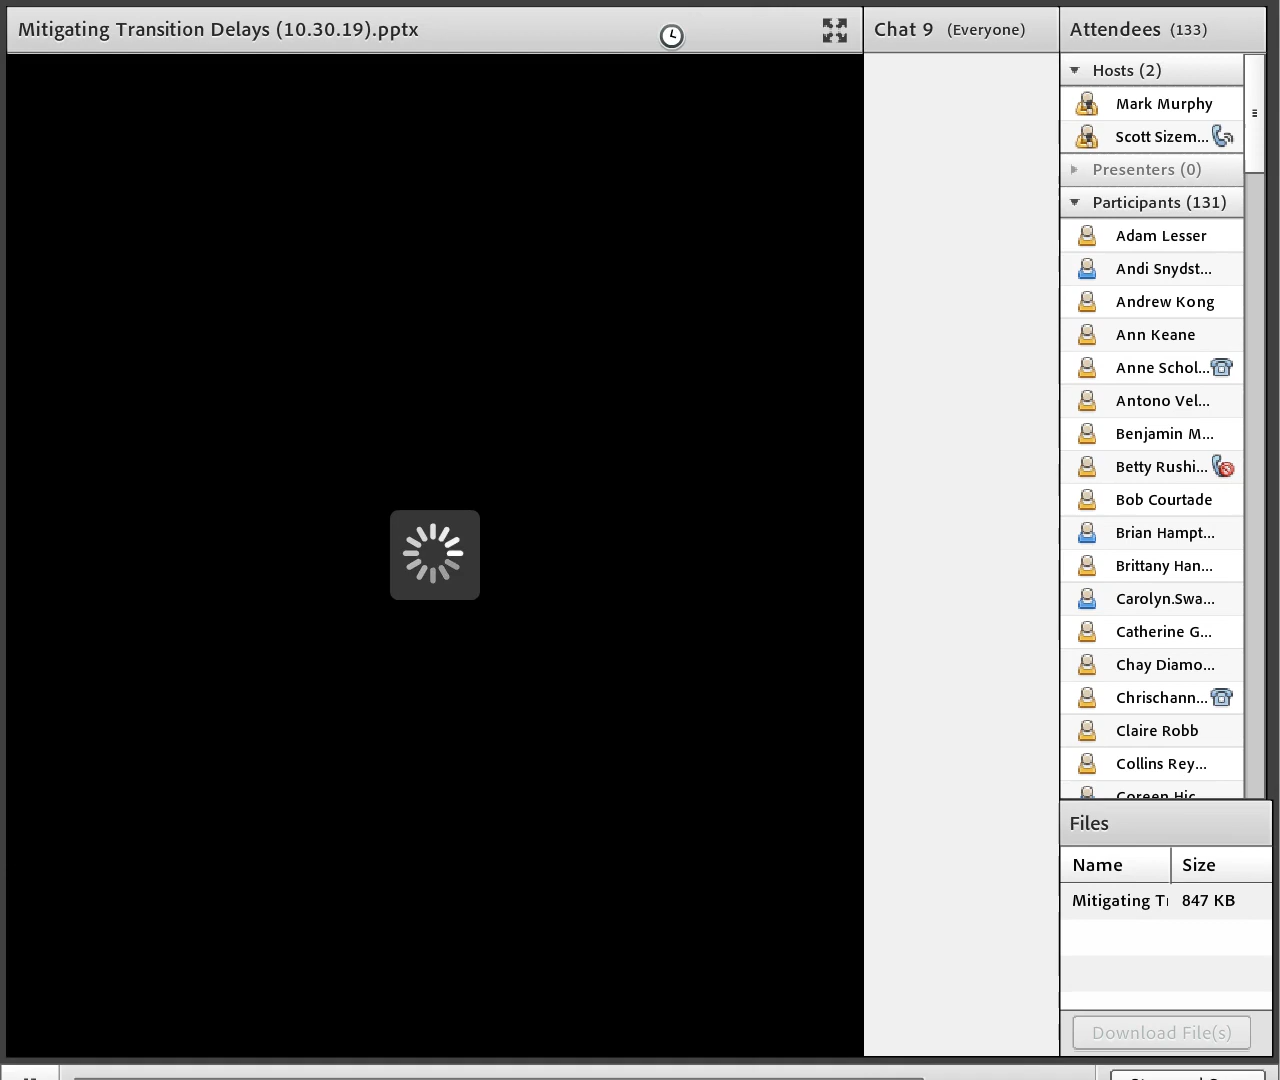 Mitigating Transition Delays (10.30.19).pptx
Chat 9 (Everyone)
Attendees (133)
Hosts (2)
Mark Murphy
Scott Sizem...
Presenters (0)
Participants (131)
Adam Lesser
Andi Snydst...
Andrew Kong
Ann Keane
Anne Schol...
Antono Vel...
Benjamin M...
Betty Rushi...
Bob Courtade
Brian Hampt...
Brittany Han...
Carolyn.Swa...
Catherine G...
Chay Diamo...
Chrischann...
Claire Robb
Collins Rey...
Coreen Hic...
Files
Name Size
Mitigating T 847 KB
Download File(s)